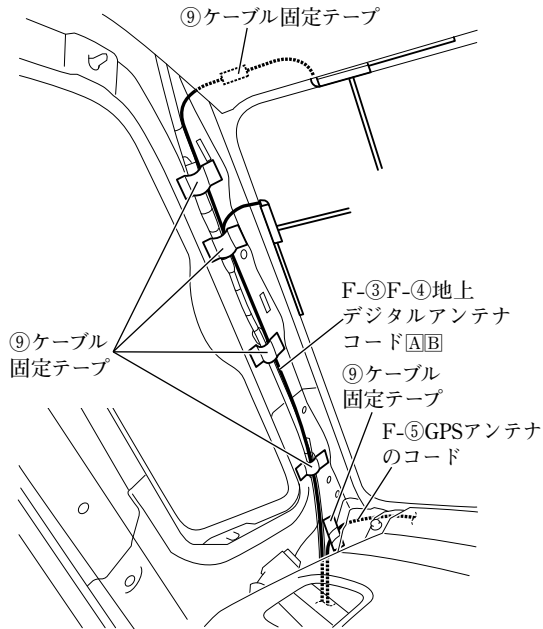 ⑨ケーブル固定テープ
F-③F-④地上
デジタルアンテナ
コード🄰🄱
⑨ケーブル
固定テープ
⑨ケーブル
固定テープ
F-⑤GPSアンテナ
のコード